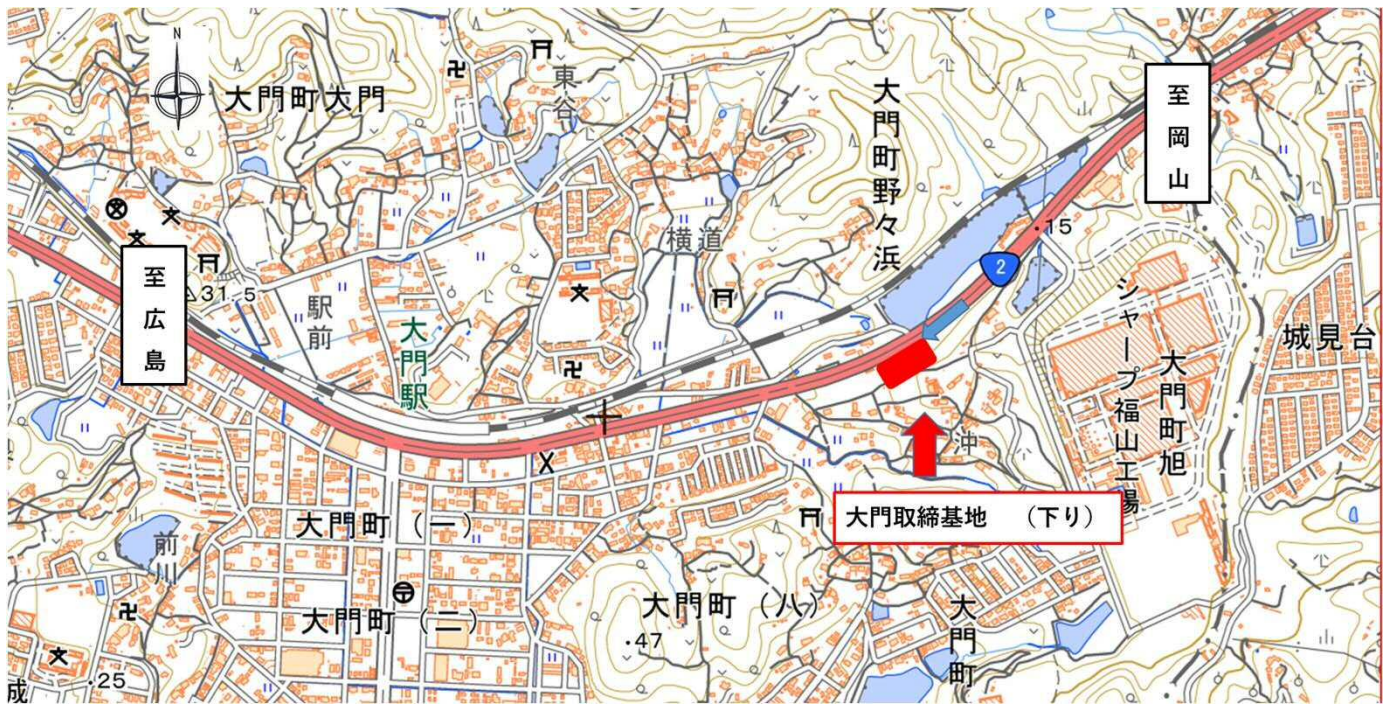 N
大門町大門
東谷
大門町野々浜
至岡山
横道
15
2
至広島
31.5
駅前
大門駅
シャープ福山工場
大門町旭
城見台
沖
大門取締基地 (下り)
大門町(一)
前川
大門町(二)
大門町(八)
47
大門町
25
成